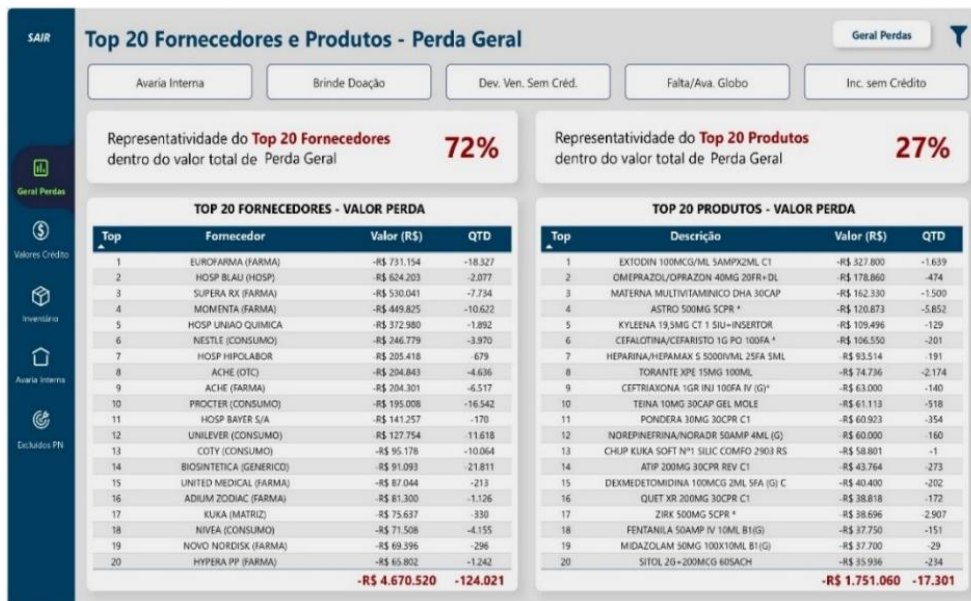 SAIR
Top 20 Fornecedores e Produtos - Perda Geral
Geral Perdas
Avaria Interna
Brinde Doação
Dev. Ven. Sem Créd.
Falta/Ava. Globo
Inc. sem Crédito
Representatividade do Top 20 Fornecedores
dentro do valor total de Perda Geral
72%
Representatividade do Top 20 Produtos
dentro do valor total de Perda Geral
27%
Geral Perdas
Valores Crédito
Inventário
Avaria Interna
Excluídos PN
TOP 20 FORNECEDORES - VALOR PERDA
Top Fornecedor Valor (R$) QTD
1 EUROFARMA (FARMA) -R$ 731.154 -18.327
2 HOSP BLAU (HOSP) -R$ 624.203 -2.077
3 SUPERA RX (FARMA) -R$ 530.041 -7.734
4 MOMENTA (FARMA) -R$ 449.825 -10.622
5 HOSP UNIAO QUIMICA -R$ 372.980 -1.892
6 NESTLE (CONSUMO) -R$ 246.779 -3.970
7 HOSP HIPOLABOR -R$ 205.418 -679
8 ACHE (OTC) -R$ 204.843 -4.636
9 ACHE (FARMA) -R$ 204.301 -6.517
10 PROCTER (CONSUMO) -R$ 195.008 -16.542
11 HOSP BAYER S/A -R$ 141.257 -170
12 UNILEVER (CONSUMO) -R$ 127.754 -11.618
13 COTY (CONSUMO) -R$ 95.178 -10.064
14 BIOSINTETICA (GENERICO) -R$ 91.093 -21.811
15 UNITED MEDICAL (FARMA) -R$ 87.044 -213
16 ADIUM ZODIAC (FARMA) -R$ 81.300 -1.126
17 KUKA (MATRIZ) -R$ 75.637 -330
18 NIVEA (CONSUMO) -R$ 71.508 -4.155
19 NOVO NORDISK (FARMA) -R$ 69.396 -296
20 HYPERA PP (FARMA) -R$ 65.802 -1.242
-R$ 4.670.520 -124.021
TOP 20 PRODUTOS - VALOR PERDA
Top Descrição Valor (R$) QTD
1 EXTODIN 100MCG/ML 5AMPX2ML C1 -R$ 327.800 -1.639
2 OMEPRAZOL/OPRAZON 40MG 20FR+DL -R$ 178.860 -474
3 MATERNA MULTIVITAMINICO DHA 30CAP -R$ 162.330 -1.500
4 ASTRO 500MG 5CPR * -R$ 120.873 -5.852
5 KYLEENA 19,5MG CT 1 SIU+INSERTOR -R$ 109.496 -129
6 CEFALOTINA/CEFARISTO 1G PO 100FA * -R$ 106.550 -201
7 HEPARINA/HEPAMAX S 5000IVML 25FA 5ML -R$ 93.514 -191
8 TORANTE XPE 15MG 100ML -R$ 74.736 -2.174
9 CEFTRIAXONA 1GR INJ 100FA IV (G)* -R$ 63.000 -140
10 TEINA 10MG 30CAP GEL MOLE -R$ 61.113 -518
11 PONDERA 30MG 30CPR C1 -R$ 60.923 -354
12 NOREPINEFRINA/NORADR 50AMP 4ML (G) -R$ 60.000 -160
13 CHUP KUKA SOFT Nº1 SILIC COMFO 2903 RS -R$ 58.801 -1
14 ATIP 200MG 30CPR REV C1 -R$ 43.764 -273
15 DEXMEDETOMIDINA 100MCG 2ML 5FA (G) C -R$ 40.400 -202
16 QUET XR 200MG 30CPR C1 -R$ 38.818 -172
17 ZIRK 500MG 5CPR * -R$ 38.696 -2.907
18 FENTANILA 50AMP IV 10ML B1(G) -R$ 37.750 -151
19 MIDAZOLAM 50MG 100X10ML B1(G) -R$ 37.700 -29
20 SITOL 2G+200MCG 60SACH -R$ 35.936 -234
-R$ 1.751.060 -17.301